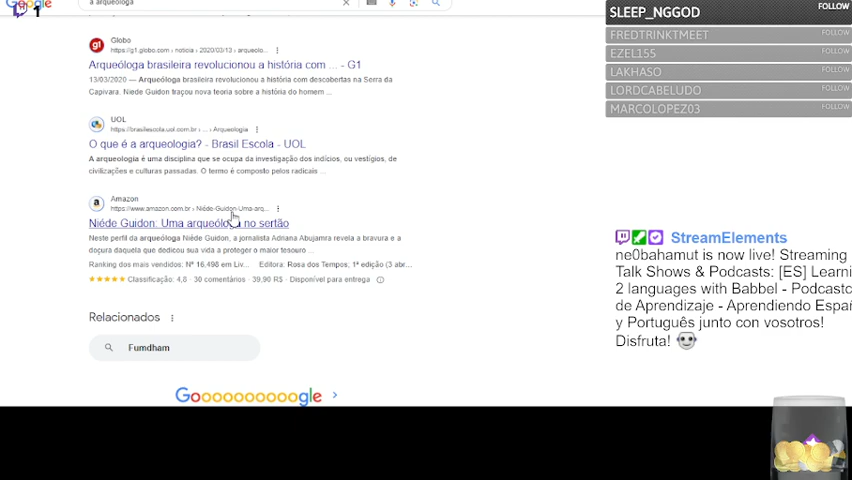 a arqueologa
1
Globo
https://g1.globo.com › noticia › 2020/03/13 › arqueolo...
Arqueóloga brasileira revolucionou a história com ... - G1
13/03/2020 — Arqueóloga brasileira revolucionou a história com descobertas na Serra da
Capivara. Niede Guidon traçou nova teoria sobre a história do homem ...
UOL
https://brasilescola.uol.com.br › ... › Arqueologia
O que é a arqueologia? - Brasil Escola - UOL
A arqueologia é uma disciplina que se ocupa da investigação dos indícios, ou vestígios, de
civilizações e culturas passadas. O termo é composto pelos radicais ...
Amazon
https://www.amazon.com.br › Niéde-Guidon-Uma-arq...
Niéde Guidon: Uma arqueóloga no sertão
Neste perfil da arqueóloga Niéde Guidon, a jornalista Adriana Abujamra revela a bravura e a
doçura daquela que dedicou sua vida a proteger o maior tesouro ...
Ranking dos mais vendidos: Nº 16,498 em Liv... Editora: Rosa dos Tempos; 1ª edição (3 abr...
Classificação: 4,8 · 30 comentários · 39,90 R$ · Disponível para entrega
Relacionados
Fumdham
Goooooooooogle
SLEEP_NGGOD FOLLOW
FREDTRINKTMEET FOLLOW
EZEL155 FOLLOW
LAKHASO FOLLOW
LORDCABELUDO FOLLOW
MARCOLOPEZ03 FOLLOW
StreamElements
ne0bahamut is now live! Streaming
Talk Shows & Podcasts: [ES] Learni
2 languages with Babbel - Podcasto
de Aprendizaje - Aprendiendo Españ
y Português junto con vosotros!
Disfruta!